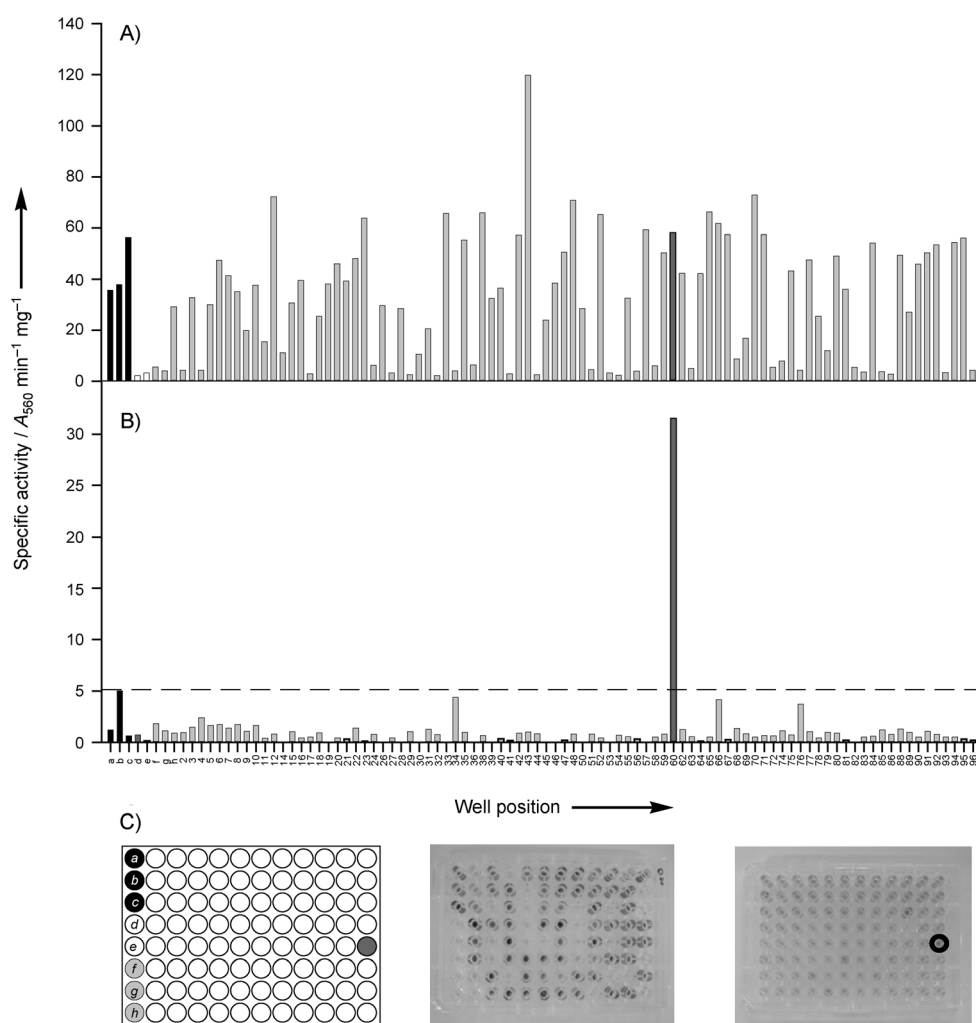 A)
140
120
100
80
60
40
20
0
Specific activity / A₅₆₀ min⁻¹ mg⁻¹
B)
30
25
20
15
10
5
0
a b c d e f g h 2 3 4 5 6 7 8 9 10 11 12 14 15 16 17 18 19 20 21 22 23 24 26 27 28 29 30 31 32 33 34 35 36 38 39 40 41 42 43 44 45 46 47 48 50 51 52 53 54 55 56 57 58 59 60 62 63 64 65 66 67 68 69 70 71 72 74 75 76 77 78 79 80 81 82 83 84 85 86 88 89 90 91 92 93 94 95 96
Well position
C)
a
b
c
d
e
f
g
h